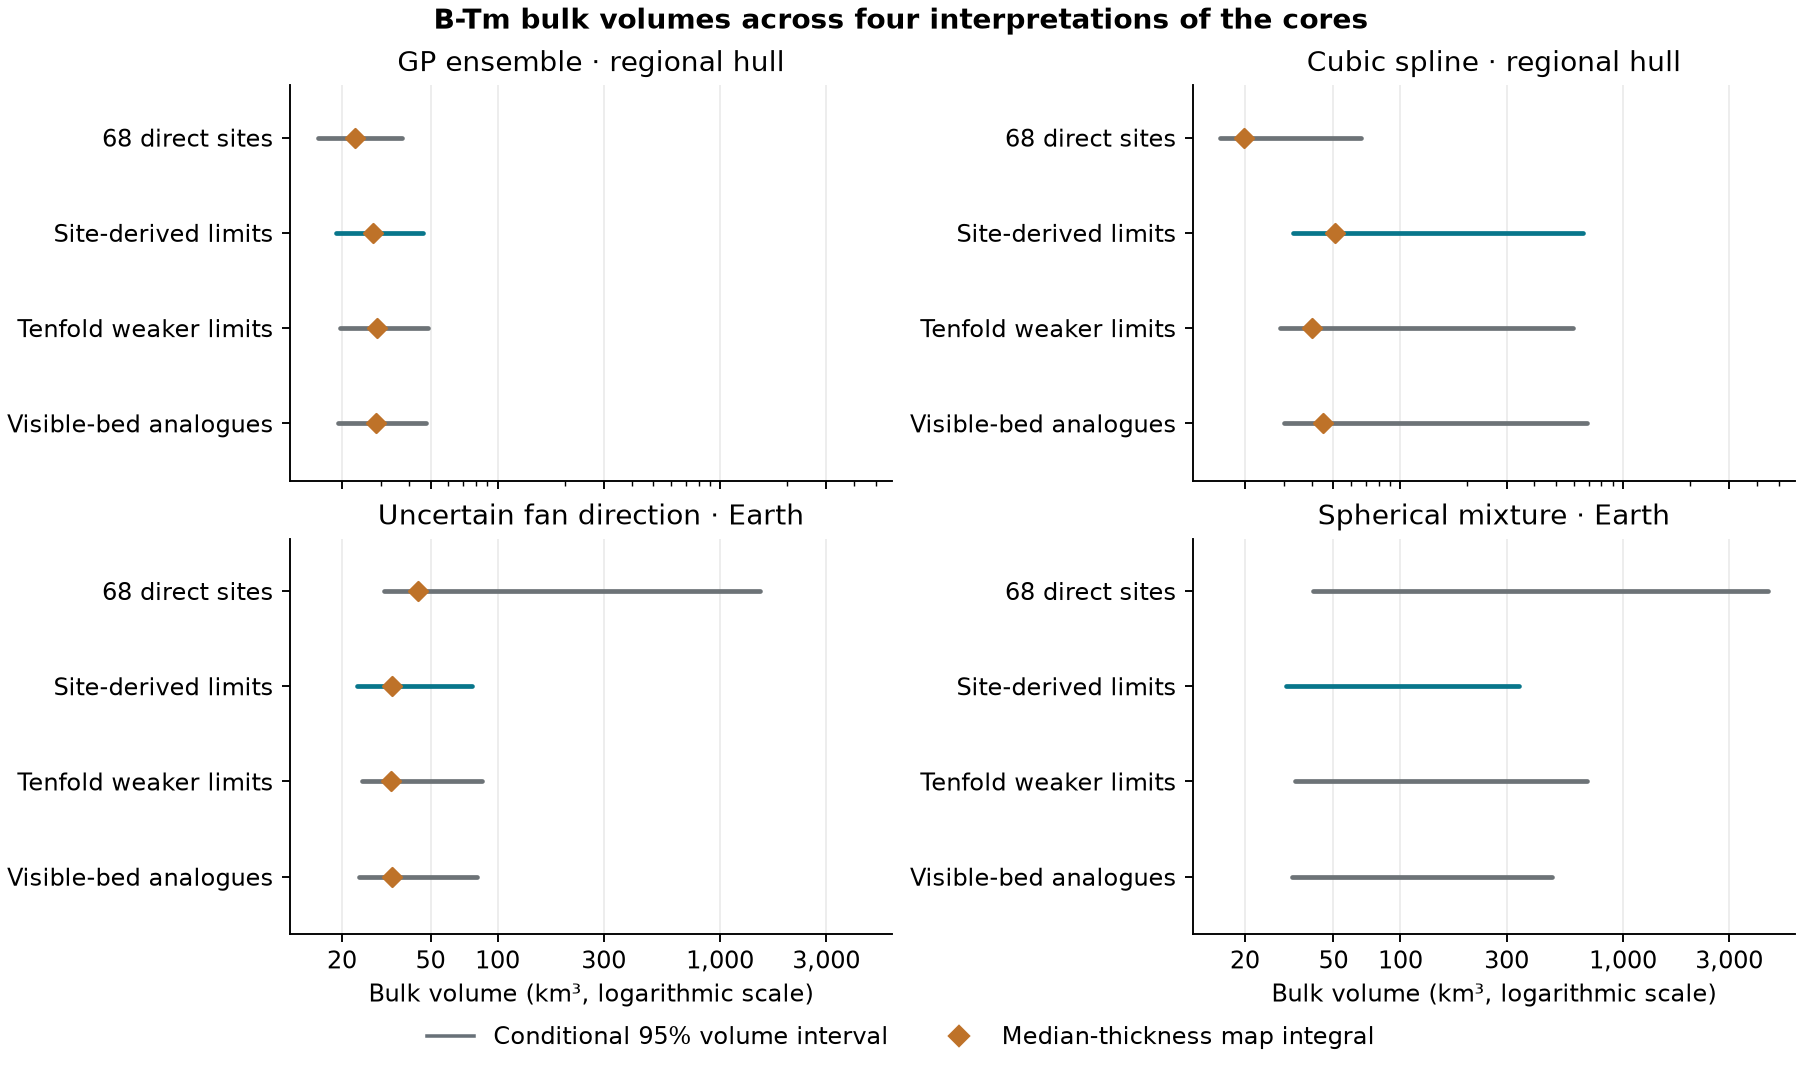 B-Tm bulk volumes across four interpretations of the cores
GP ensemble · regional hull
68 direct sites
Site-derived limits
Tenfold weaker limits
Visible-bed analogues
Cubic spline · regional hull
68 direct sites
Site-derived limits
Tenfold weaker limits
Visible-bed analogues
Uncertain fan direction · Earth
68 direct sites
Site-derived limits
Tenfold weaker limits
Visible-bed analogues
20 50 100 300 1,000 3,000
Bulk volume (km³, logarithmic scale)
Spherical mixture · Earth
68 direct sites
Site-derived limits
Tenfold weaker limits
Visible-bed analogues
20 50 100 300 1,000 3,000
Bulk volume (km³, logarithmic scale)
Conditional 95% volume interval
Median-thickness map integral